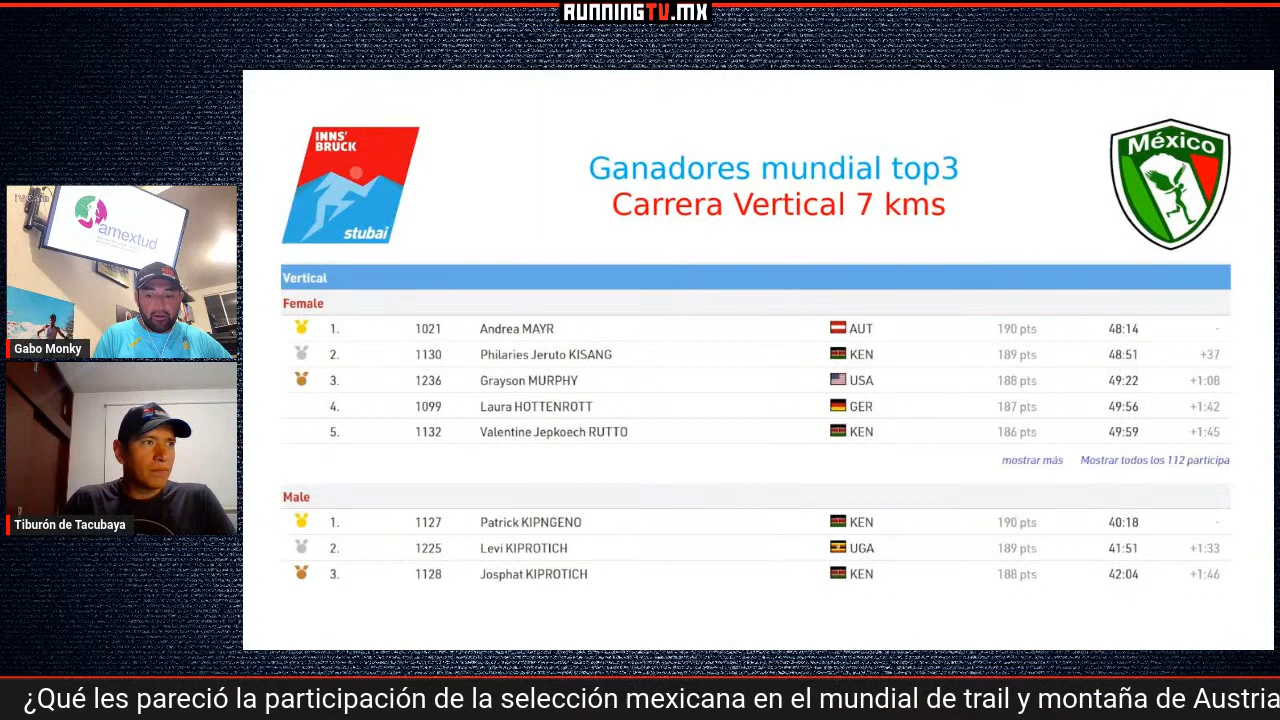 RUNNINGTV.MX
INNS'
BRUCK
stubai
Ganadores mundial top3
Carrera Vertical 7 kms
México
Vertical
Female
1. 1021 Andrea MAYR AUT 190 pts 48:14 -
2. 1130 Philaries Jeruto KISANG KEN 189 pts 48:51 +37
3. 1236 Grayson MURPHY USA 188 pts 49:22 +1:08
4. 1099 Laura HOTTENROTT GER 187 pts 49:56 +1:42
5. 1132 Valentine Jepkoech RUTTO KEN 186 pts 49:59 +1:45
mostrar más Mostrar todos los 112 participa
Male
1. 1127 Patrick KIPNGENO KEN 190 pts 40:18 -
2. 1225 Levi KIPROTICH UGA 189 pts 41:51 +1:33
3. 1128 Josphat KIPROTICH KEN 188 pts 42:04 +1:46
amextud
Gabo Monky
Tiburón de Tacubaya
¿Qué les pareció la participación de la selección mexicana en el mundial de trail y montaña de Austria